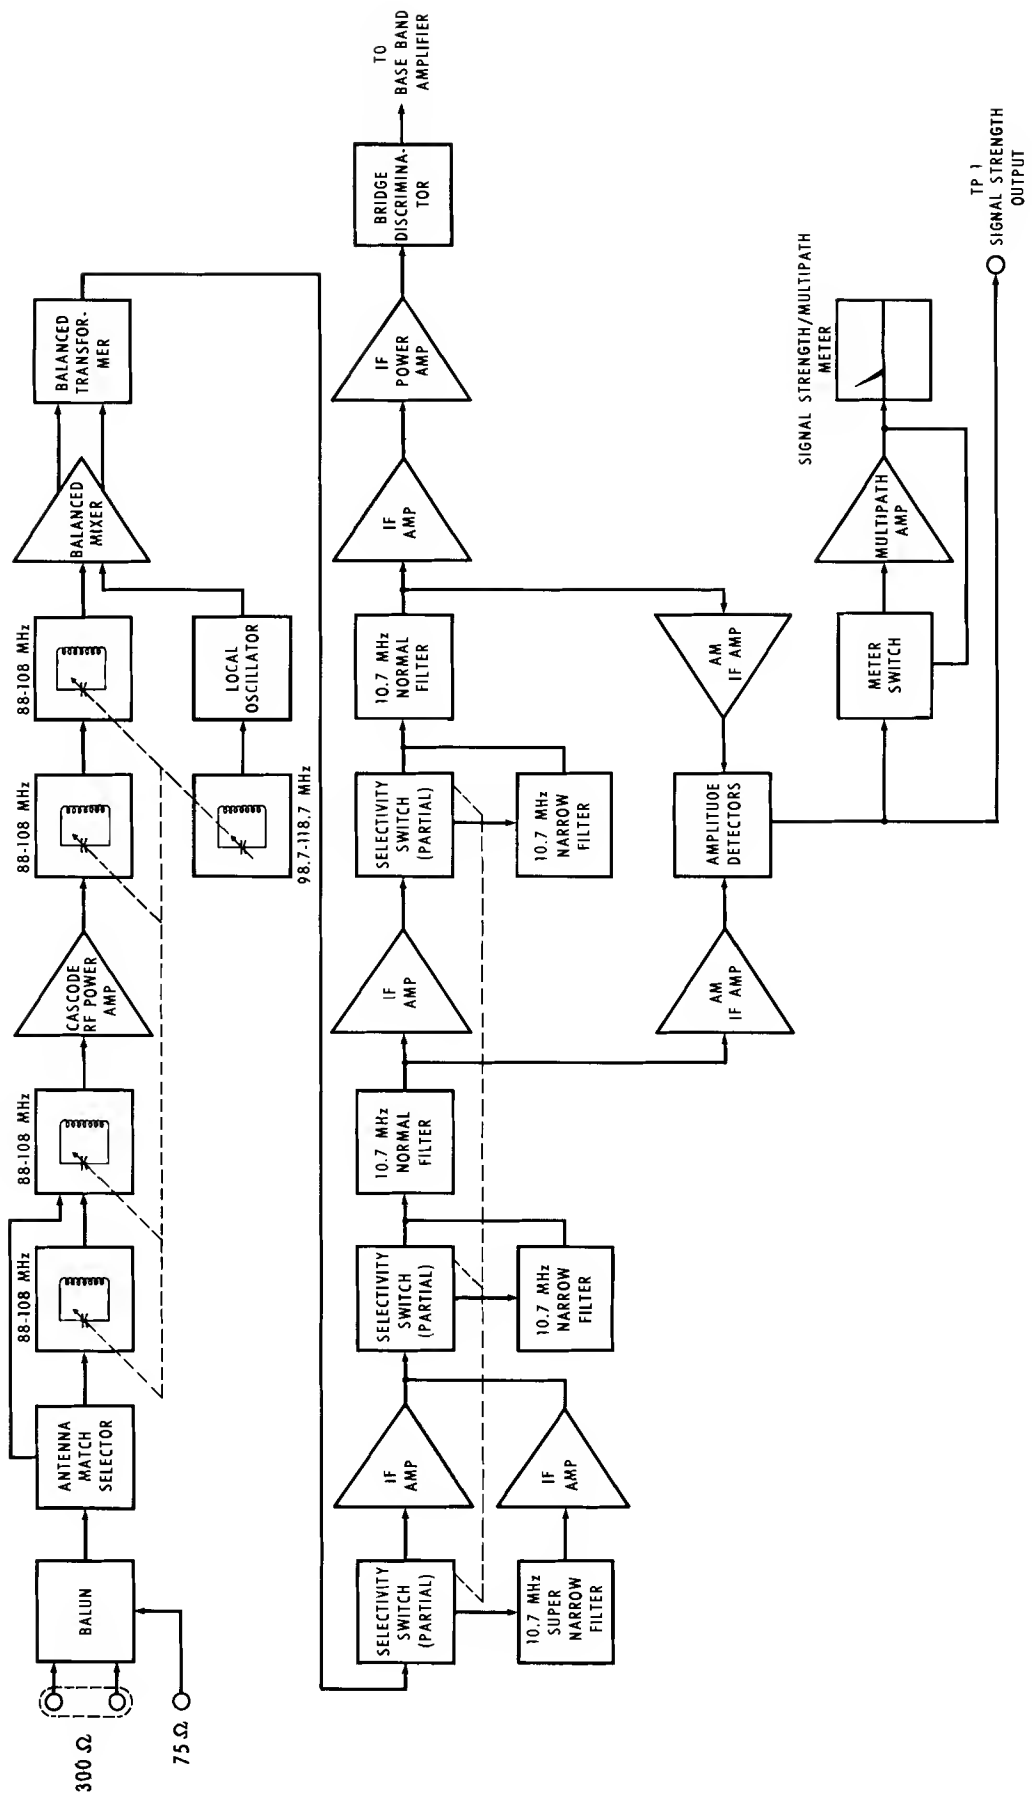 300 Ω
75 Ω
BALUN
ANTENNA
MATCH
SELECTOR
88-108 MHz
88-108 MHz
CASCODE
RF POWER
AMP
88-108 MHz
88-108 MHz
BALANCED
MIXER
BALANCED
TRANSFOR-
MER
98.7-118.7 MHz
LOCAL
OSCILLATOR
SELECTIVITY
SWITCH
(PARTIAL)
IF
AMP
SELECTIVITY
SWITCH
(PARTIAL)
10.7 MHz
NORMAL
FILTER
IF
AMP
SELECTIVITY
SWITCH
(PARTIAL)
10.7 MHz
NORMAL
FILTER
IF
AMP
IF
POWER
AMP
BRIDGE
DISCRIMINA-
TOR
TO
BASE BAND
AMPLIFIER
10.7 MHz
SUPER
NARROW
FILTER
IF
AMP
10.7 MHz
NARROW
FILTER
10.7 MHz
NARROW
FILTER
AM
IF AMP
AMPLITUDE
DETECTORS
AM
IF AMP
METER
SWITCH
MULTIPATH
AMP
SIGNAL STRENGTH/MULTIPATH
METER
TP 1
SIGNAL STRENGTH
OUTPUT